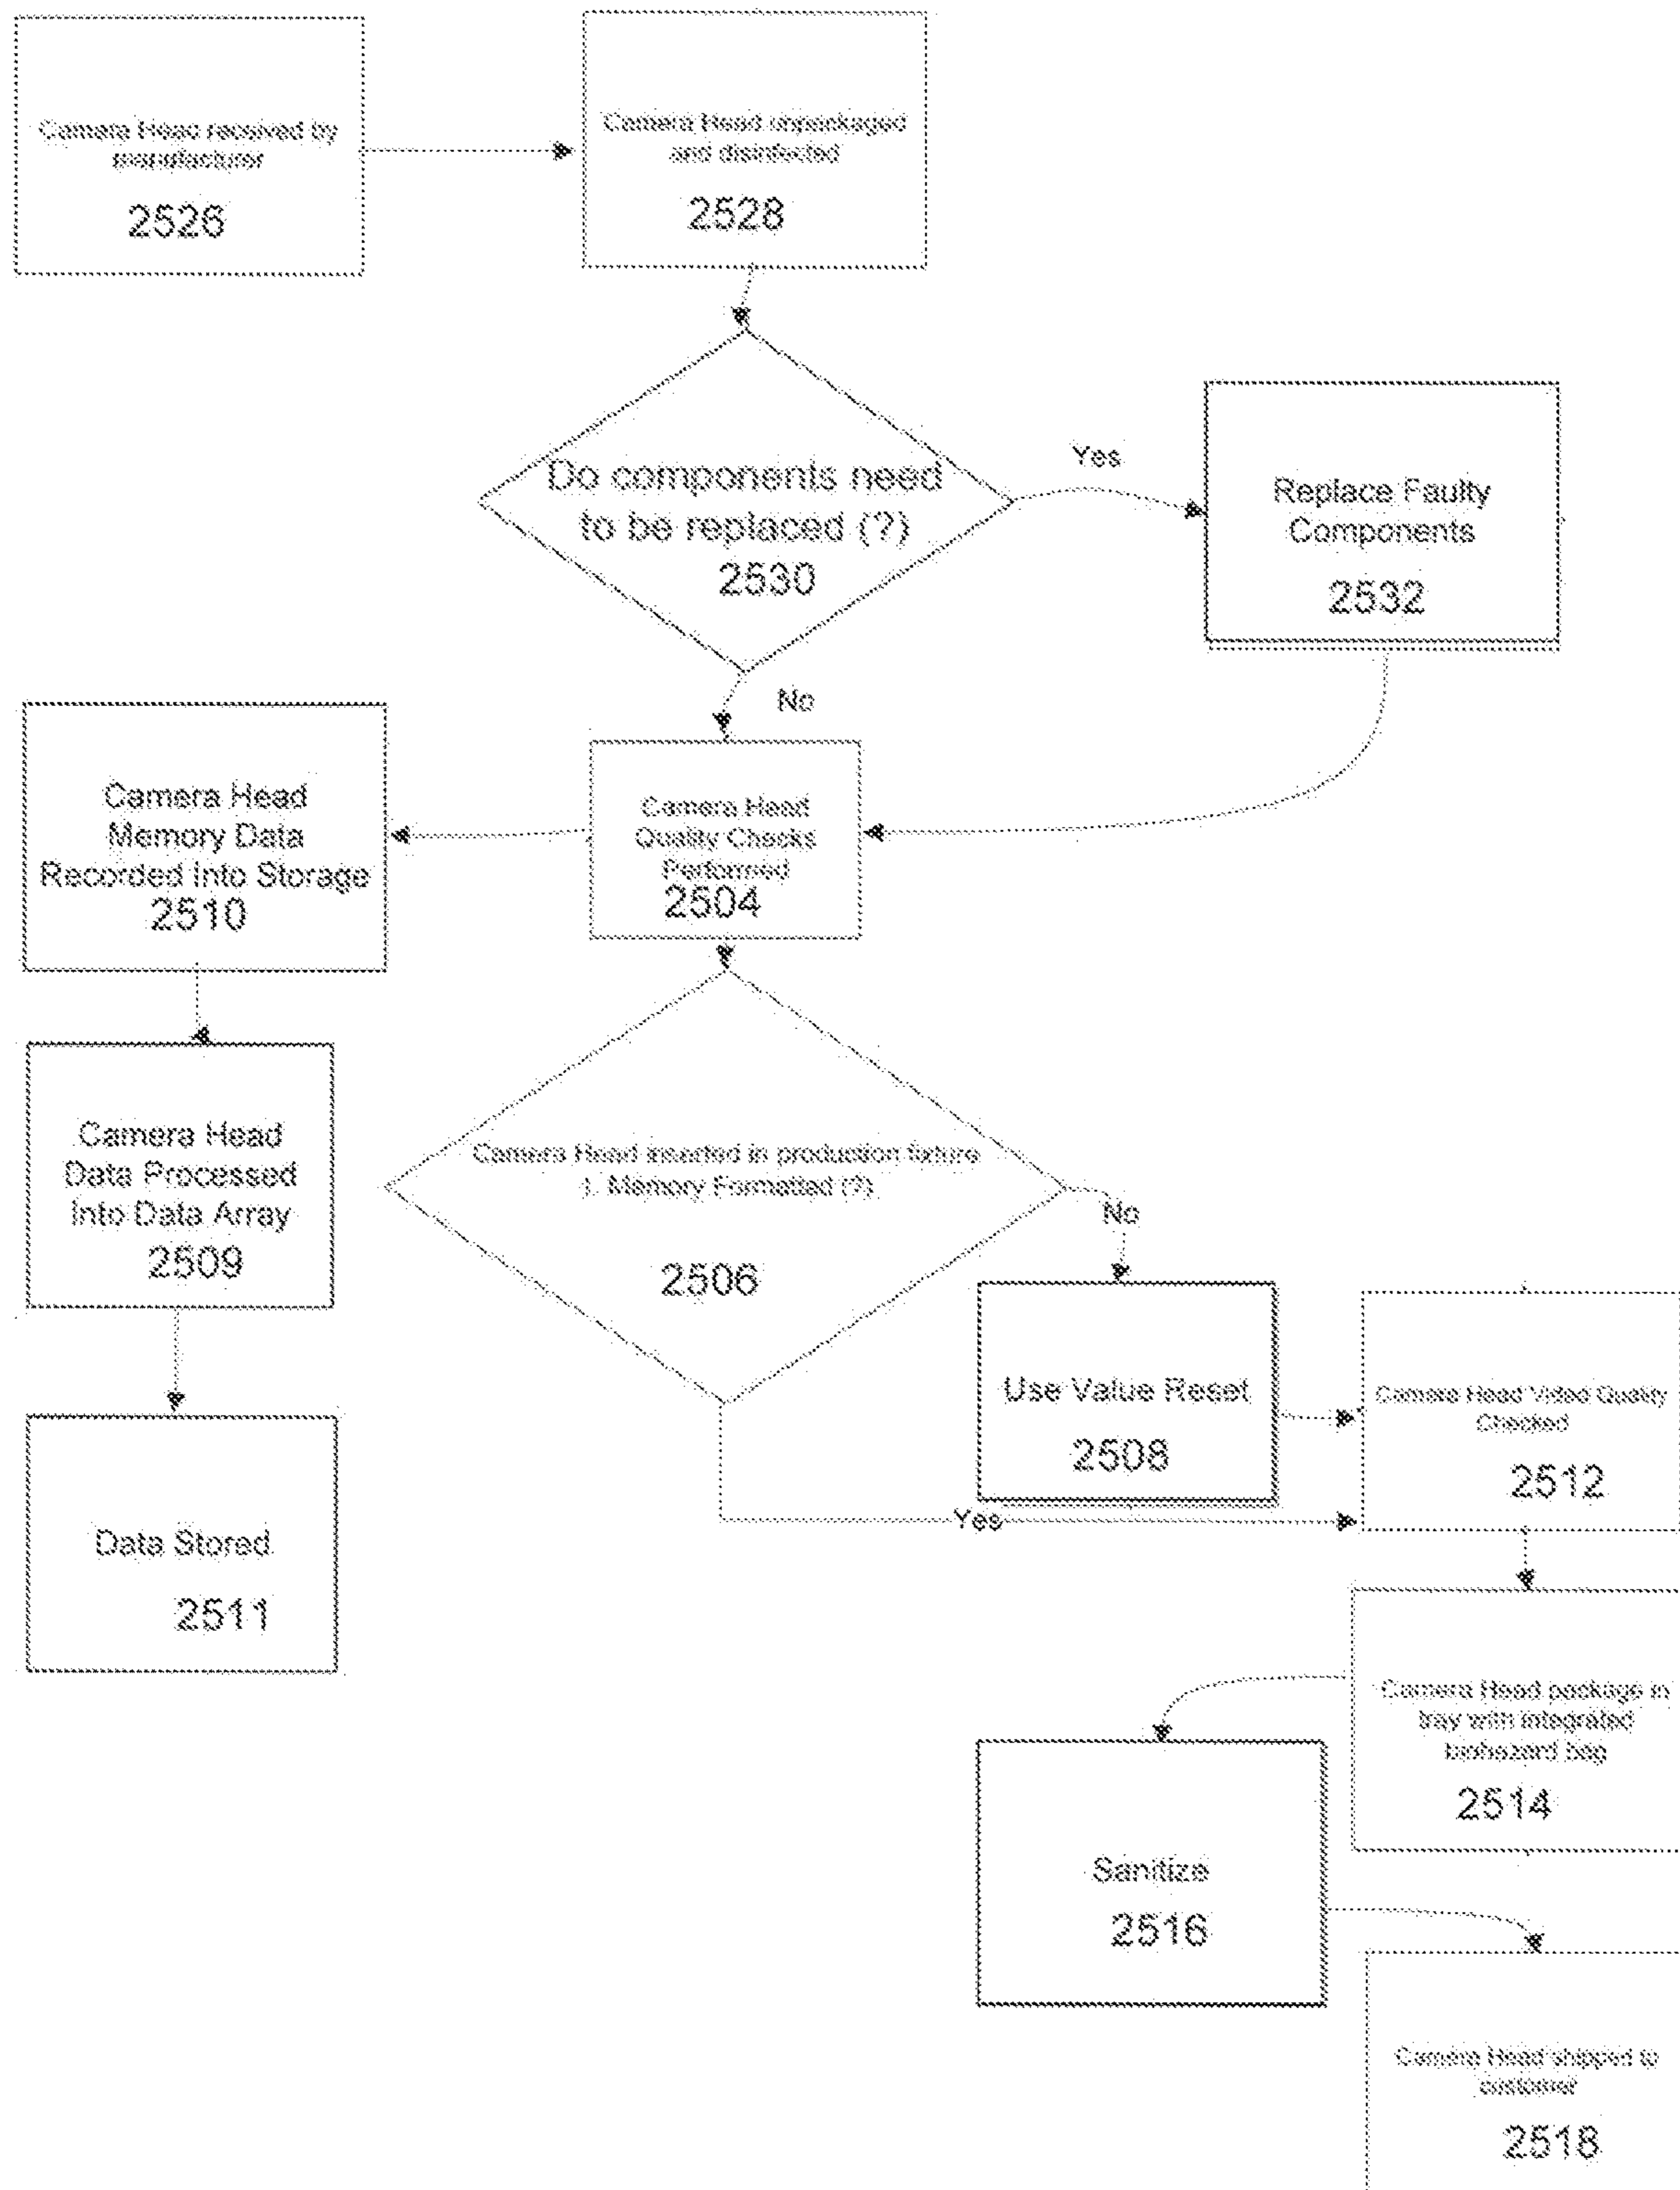 Camera Head received by
manufacturer
2526
Camera Head unpackaged
and disinfected
2528
Do components need
to be replaced (?)
2530
Yes
Replace Faulty
Components
2532
No
Camera Head
Memory Data
Recorded Into Storage
2510
Camera Head
Quality Checks
Performed
2504
Camera Head
Data Processed
Into Data Array
2509
Camera Head inserted in production fixture
1. Memory Formatted (?)
2506
No
Use Value Reset
2508
Camera Head Video Quality
Checked
2512
Yes
Data Stored
2511
Camera Head package in
tray with integrated
biohazard bag
2514
Sanitize
2516
Camera Head shipped to
customer
2518